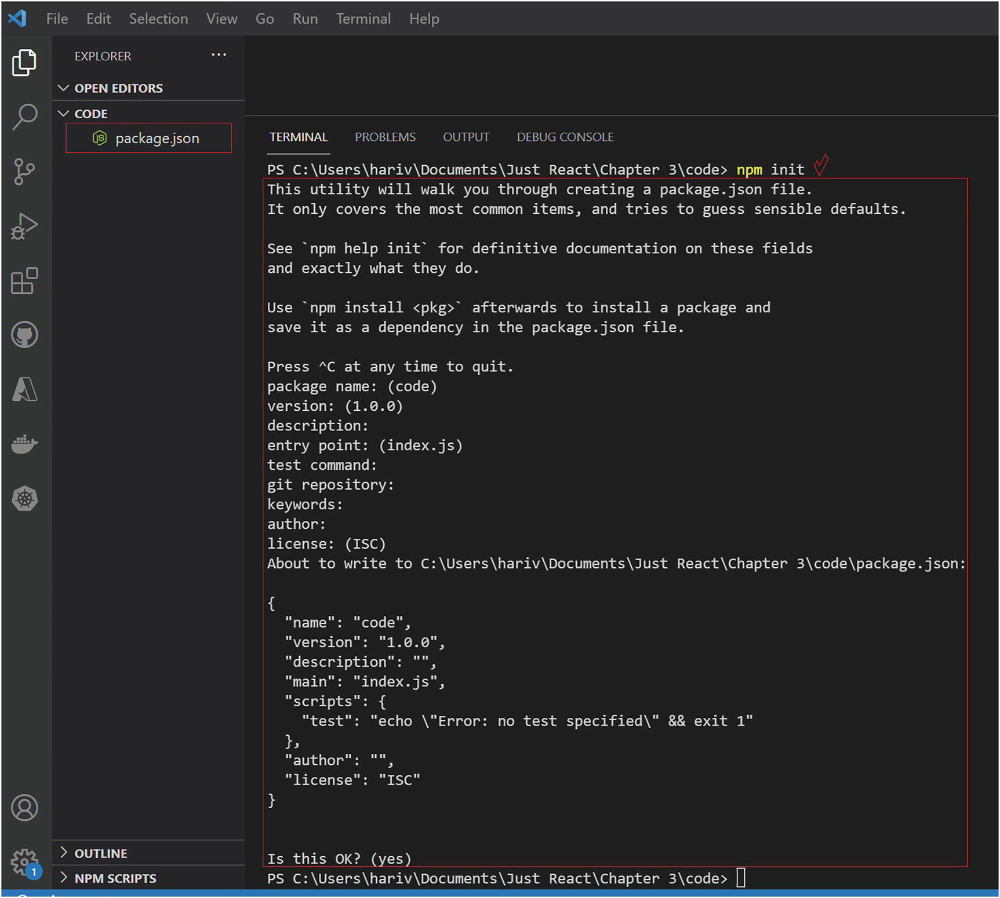 File Edit Selection View Go Run Terminal Help
EXPLORER ...
OPEN EDITORS
CODE
package.json
TERMINAL PROBLEMS OUTPUT DEBUG CONSOLE
PS C:\Users\hariv\Documents\Just React\Chapter 3\code> npm init
This utility will walk you through creating a package.json file.
It only covers the most common items, and tries to guess sensible defaults.
See `npm help init` for definitive documentation on these fields
and exactly what they do.
Use `npm install <pkg>` afterwards to install a package and
save it as a dependency in the package.json file.
Press ^C at any time to quit.
package name: (code)
version: (1.0.0)
description:
entry point: (index.js)
test command:
git repository:
keywords:
author:
license: (ISC)
About to write to C:\Users\hariv\Documents\Just React\Chapter 3\code\package.json:
{
  "name": "code",
  "version": "1.0.0",
  "description": "",
  "main": "index.js",
  "scripts": {
    "test": "echo \"Error: no test specified\" && exit 1"
  },
  "author": "",
  "license": "ISC"
}
Is this OK? (yes)
PS C:\Users\hariv\Documents\Just React\Chapter 3\code>
OUTLINE
NPM SCRIPTS
1